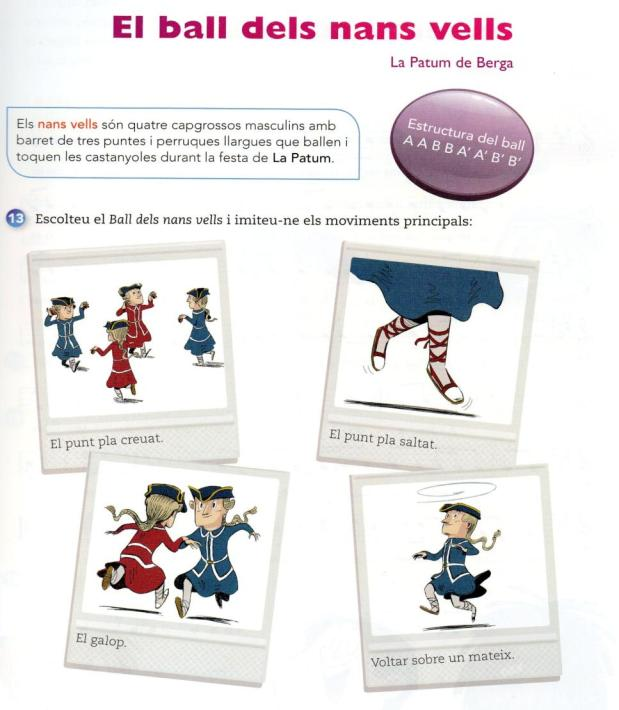 El ball dels nans vells
La Patum de Berga
Els nans vells són quatre capgrossos masculins amb
barret de tres puntes i perruques llargues que ballen i
toquen les castanyoles durant la festa de La Patum.
Estructura del ball
A A B B A' A' B' B'
13 Escolteu el Ball dels nans vells i imiteu-ne els moviments principals:
El punt pla creuat.
El punt pla saltat.
El galop.
Voltar sobre un mateix.